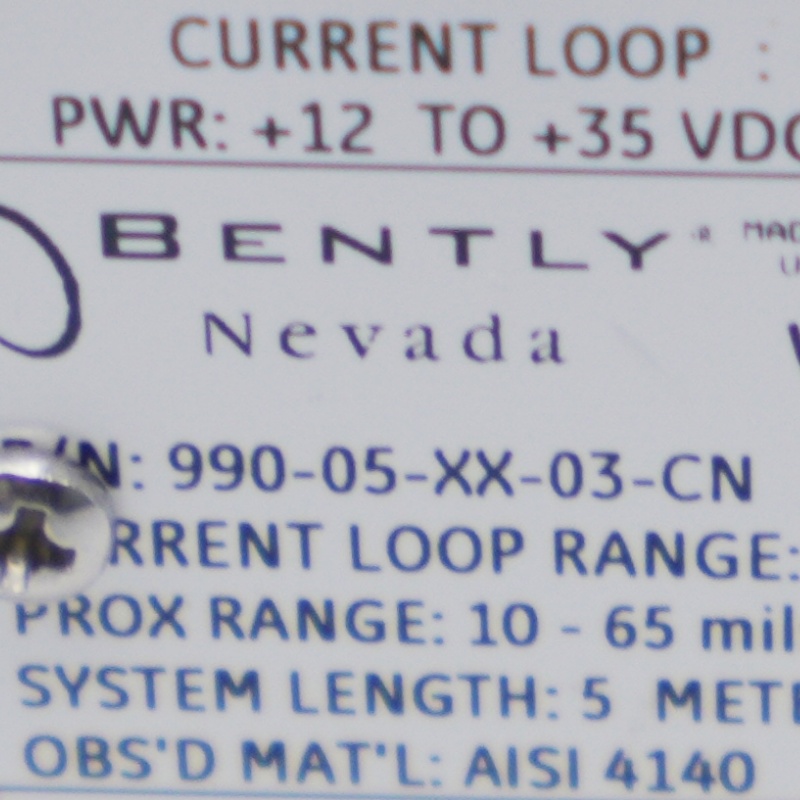 CURRENT LOOP :
PWR: +12 TO +35 VDC
BENTLY ®
Nevada
P/N: 990-05-XX-03-CN
RRENT LOOP RANGE:
PROX RANGE: 10 - 65 mil
SYSTEM LENGTH: 5 METE
OBS'D MAT'L: AISI 4140